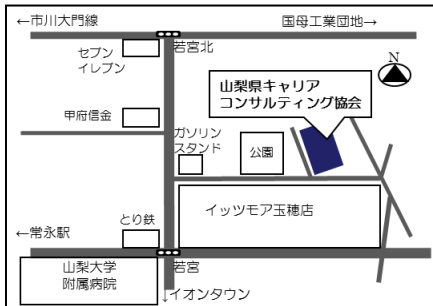 ←市川大門線
国母工業団地→
セブン
イレブン
若宮北
N
山梨県キャリア
コンサルティング協会
甲府信金
ガソリン
スタンド
公園
イッツモア玉穂店
とり鉄
←常永駅
山梨大学
附属病院
若宮
↓イオンタウン